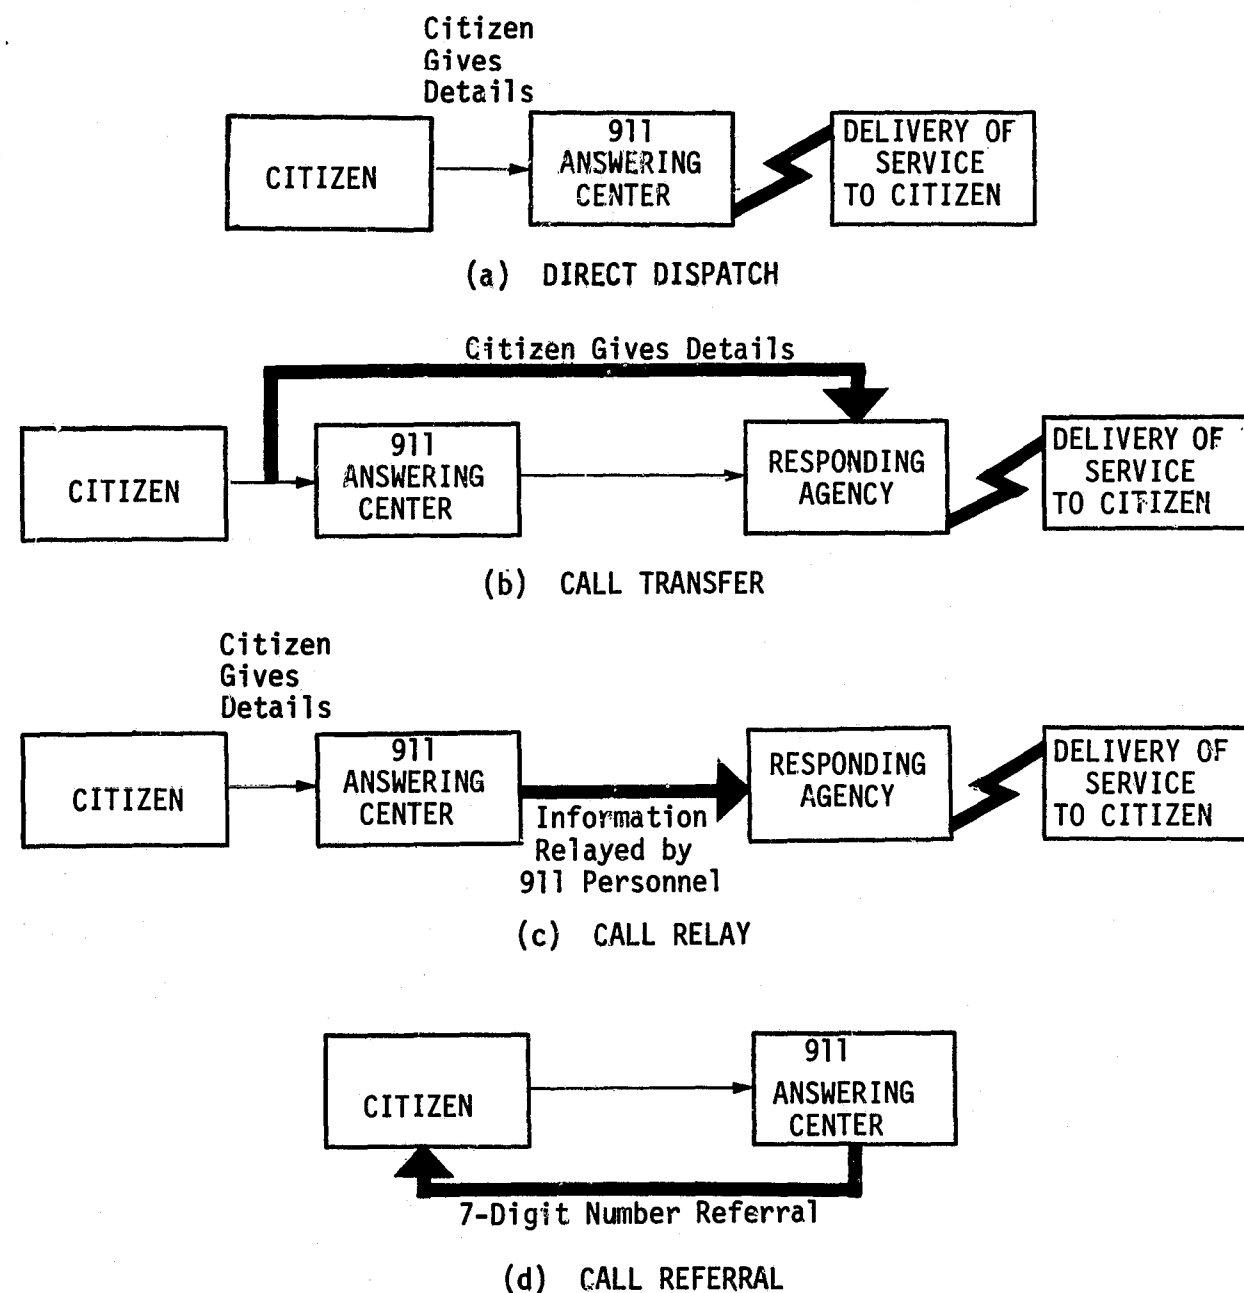 Citizen
Gives
Details
CITIZEN
911
ANSWERING
CENTER
DELIVERY OF
SERVICE
TO CITIZEN
(a) DIRECT DISPATCH
Citizen Gives Details
CITIZEN
911
ANSWERING
CENTER
RESPONDING
AGENCY
DELIVERY OF
SERVICE
TO CITIZEN
(b) CALL TRANSFER
Citizen
Gives
Details
CITIZEN
911
ANSWERING
CENTER
Information
Relayed by
911 Personnel
RESPONDING
AGENCY
DELIVERY OF
SERVICE
TO CITIZEN
(c) CALL RELAY
CITIZEN
911
ANSWERING
CENTER
7-Digit Number Referral
(d) CALL REFERRAL